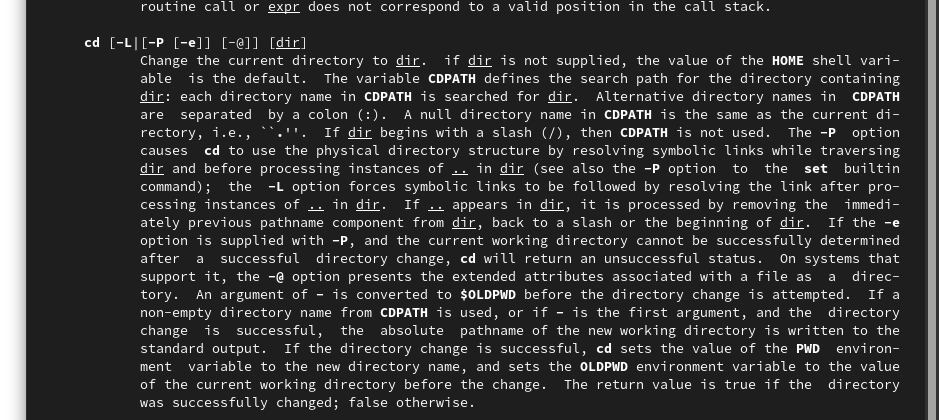 routine call or expr does not correspond to a valid position in the call stack.
cd [-L|[-P [-e]] [-@]] [dir]
Change the current directory to dir.  if dir is not supplied, the value of the HOME shell vari-
able  is the default.  The variable CDPATH defines the search path for the directory containing
dir: each directory name in CDPATH is searched for dir.  Alternative directory names in  CDPATH
are  separated  by a colon (:).  A null directory name in CDPATH is the same as the current di-
rectory, i.e., ``.''.  If dir begins with a slash (/), then CDPATH is not used.  The -P  option
causes  cd to use the physical directory structure by resolving symbolic links while traversing
dir and before processing instances of .. in dir (see also the -P option  to  the  set  builtin
command);  the  -L option forces symbolic links to be followed by resolving the link after pro-
cessing instances of .. in dir.  If .. appears in dir, it is processed by removing the  immedi-
ately previous pathname component from dir, back to a slash or the beginning of dir.  If the -e
option is supplied with -P, and the current working directory cannot be successfully determined
after  a  successful  directory change, cd will return an unsuccessful status.  On systems that
support it, the -@ option presents the extended attributes associated with a file as  a  direc-
tory.  An argument of - is converted to $OLDPWD before the directory change is attempted.  If a
non-empty directory name from CDPATH is used, or if - is the first argument, and the  directory
change  is  successful,  the  absolute  pathname of the new working directory is written to the
standard output.  If the directory change is successful, cd sets the value of the PWD  environ-
ment  variable to the new directory name, and sets the OLDPWD environment variable to the value
of the current working directory before the change.  The return value is true if the  directory
was successfully changed; false otherwise.